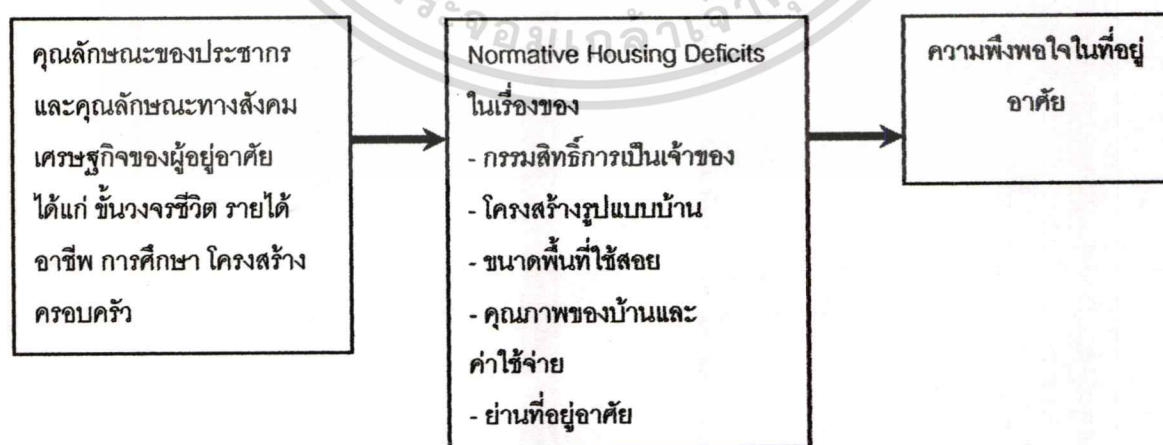 คุณลักษณะของประชากร
และคุณลักษณะทางสังคม
เศรษฐกิจของผู้อยู่อาศัย
ได้แก่ ขั้นวงจรชีวิต รายได้
อาชีพ การศึกษา โครงสร้าง
ครอบครัว
Normative Housing Deficits
ในเรื่องของ
- กรรมสิทธิ์การเป็นเจ้าของ
- โครงสร้างรูปแบบบ้าน
- ขนาดพื้นที่ใช้สอย
- คุณภาพของบ้านและ
ค่าใช้จ่าย
- ย่านที่อยู่อาศัย
ความพึงพอใจในที่อยู่
อาศัย